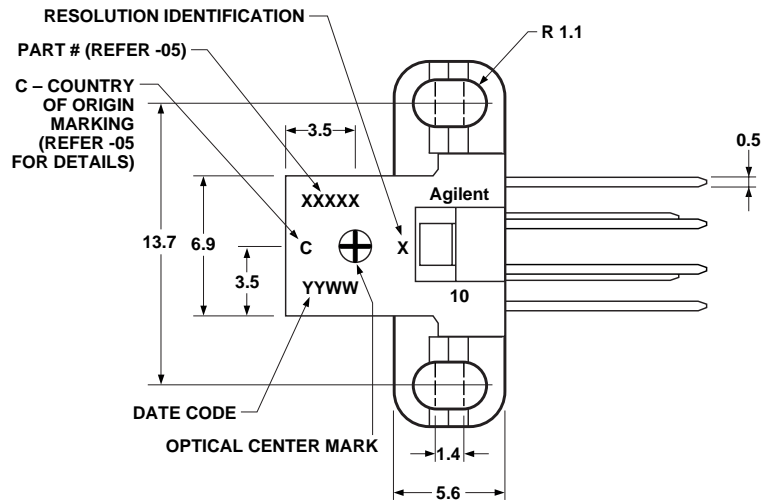 RESOLUTION IDENTIFICATION
PART # (REFER -05)
C – COUNTRY
OF ORIGIN
MARKING
(REFER -05
FOR DETAILS)
R 1.1
3.5
0.5
Agilent
XXXXX
13.7
6.9
C
X
3.5
YYWW
10
DATE CODE
OPTICAL CENTER MARK
1.4
5.6